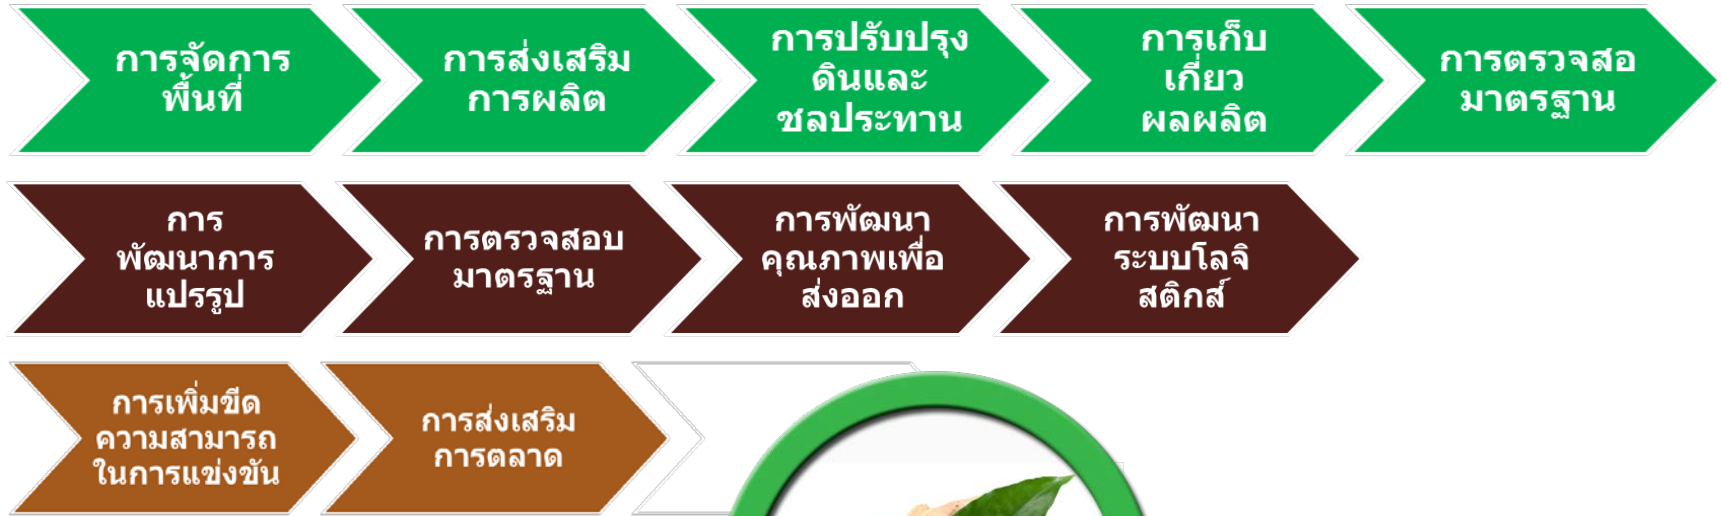 การจัดการ
พื้นที่
การส่งเสริม
การผลิต
การปรับปรุง
ดินและ
ชลประทาน
การเก็บ
เกี่ยว
ผลผลิต
การตรวจสอ
มาตรฐาน
การ
พัฒนาการ
แปรรูป
การตรวจสอบ
มาตรฐาน
การพัฒนา
คุณภาพเพื่อ
ส่งออก
การพัฒนา
ระบบโลจิ
สติกส์
การเพิ่มขีด
ความสามารถ
ในการแข่งขัน
การส่งเสริม
การตลาด